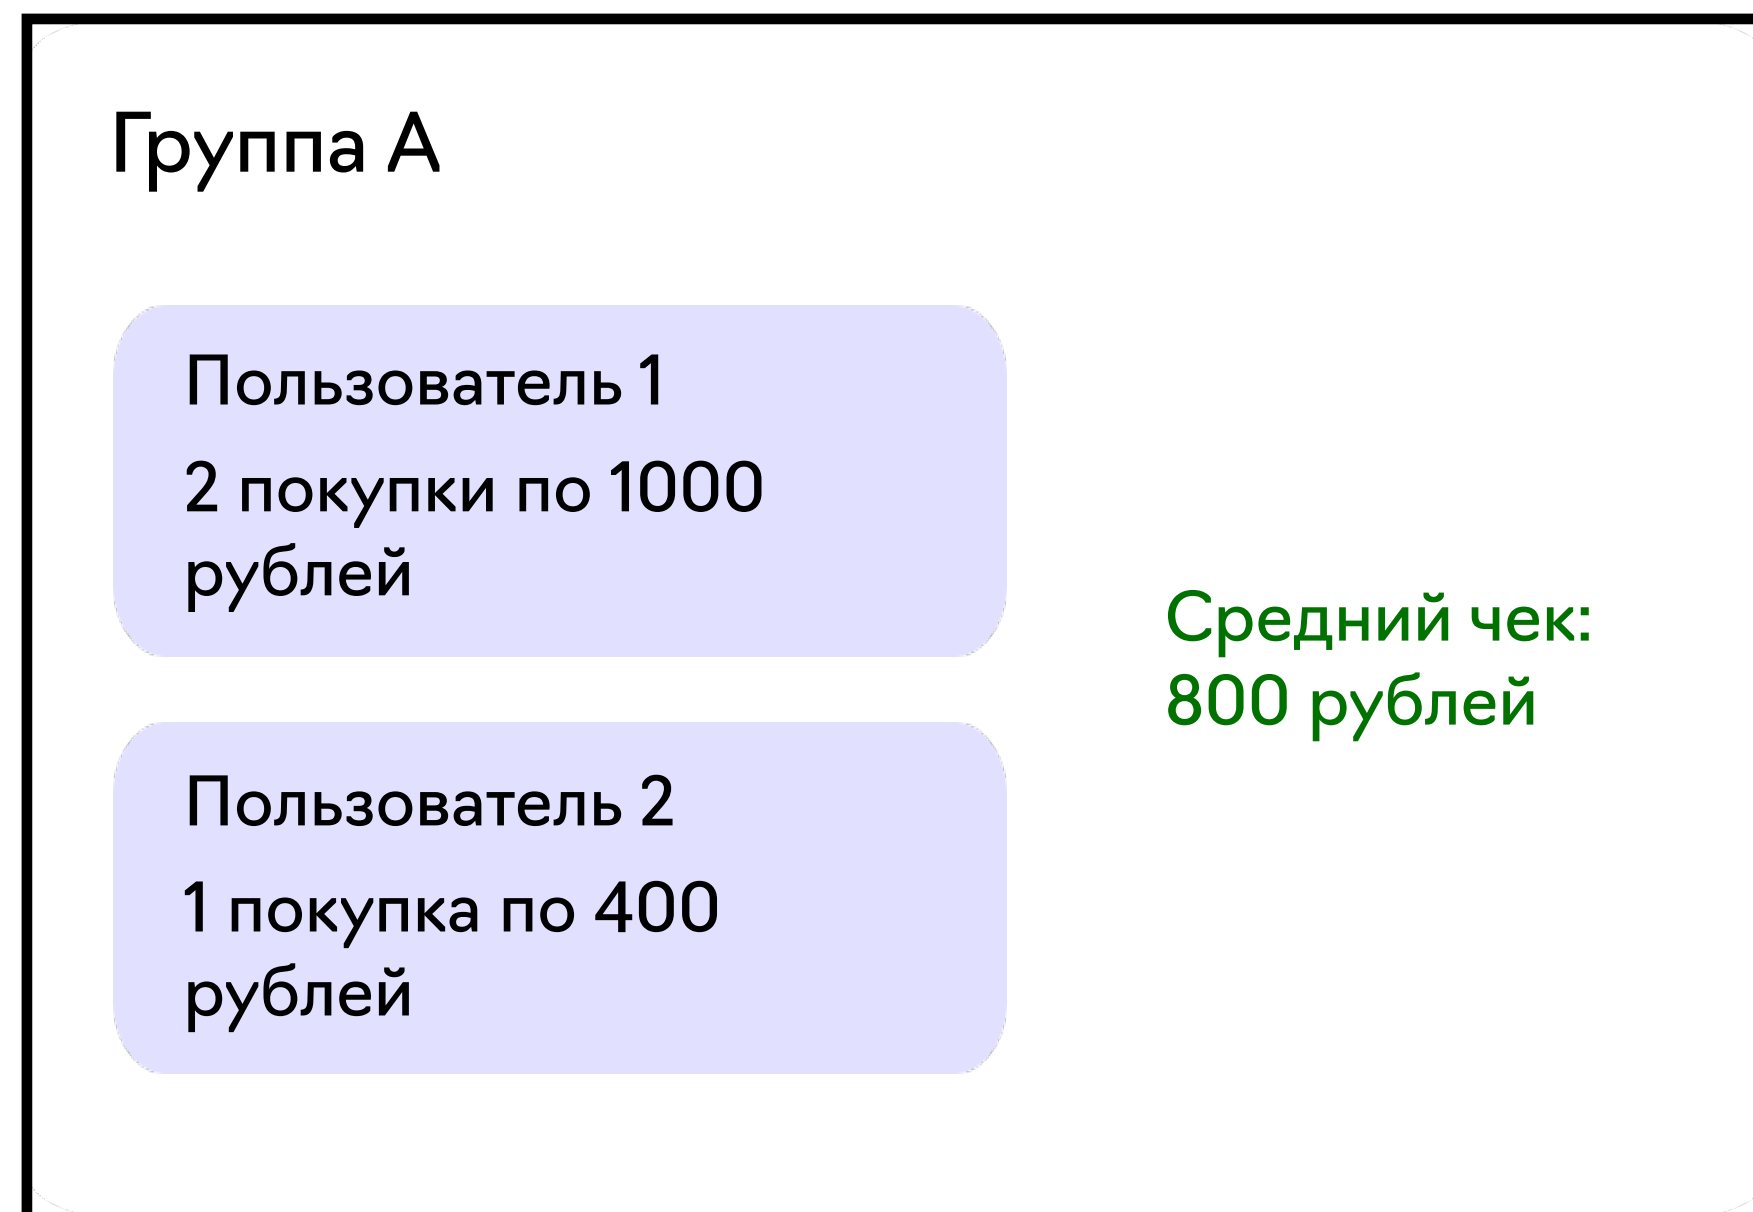 Группа А
Пользователь 1
2 покупки по 1000
рублей
Пользователь 2
1 покупка по 400
рублей
Средний чек:
800 рублей